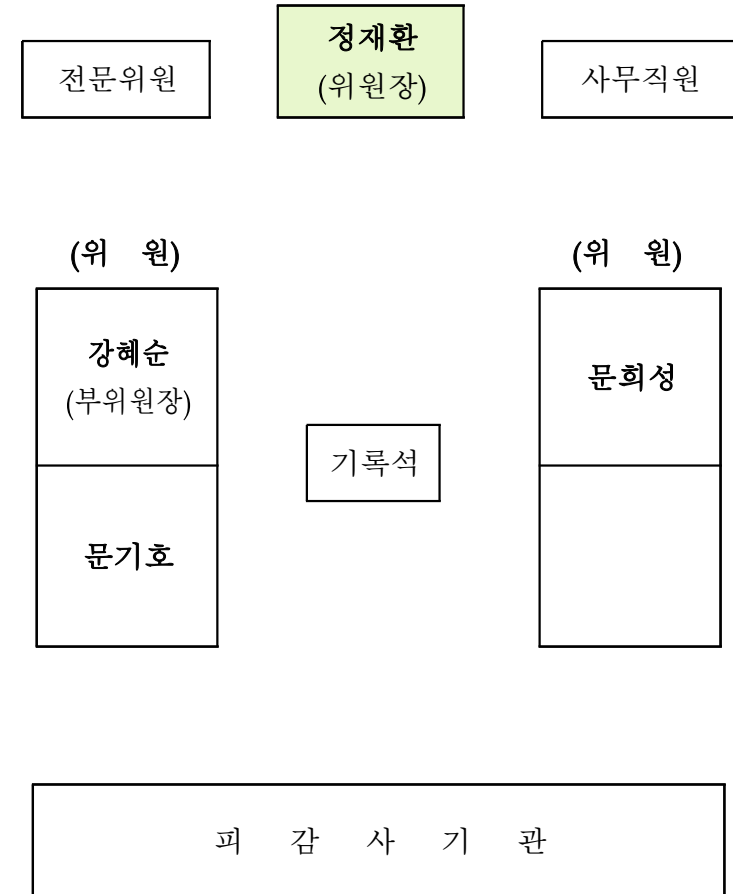 전문위원
정재환
(위원장)
사무직원
(위 원)
(위 원)
강혜순
(부위원장)
문희성
기록석
문기호
피 감 사 기 관